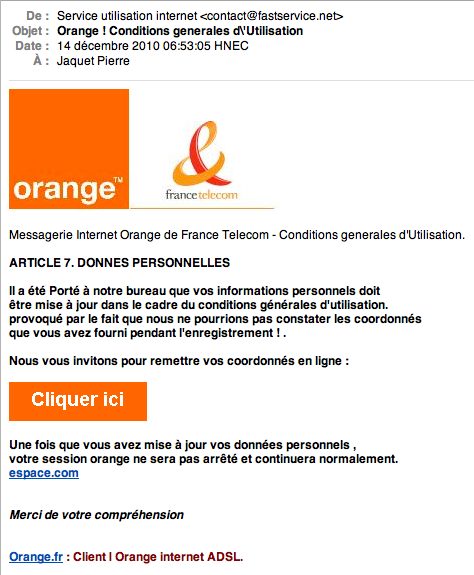 De : Service utilisation internet <contact@fastservice.net>
Objet : Orange ! Conditions generales d\'Utilisation
Date : 14 décembre 2010 06:53:05 HNEC
À : Jaquet Pierre
orange™
france telecom
Messagerie Internet Orange de France Telecom - Conditions generales d'Utilisation.
ARTICLE 7. DONNES PERSONNELLES
Il a été Porté à notre bureau que vos informations personnels doit
être mise à jour dans le cadre du conditions générales d'utilisation.
provoqué par le fait que nous ne pourrions pas constater les coordonnés
que vous avez fourni pendant l'enregistrement ! .
Nous vous invitons pour remettre vos coordonnés en ligne :
Cliquer ici
Une fois que vous avez mise à jour vos données personnels ,
votre session orange ne sera pas arrêté et continuera normalement.
espace.com
Merci de votre compréhension
Orange.fr : Client l Orange internet ADSL.